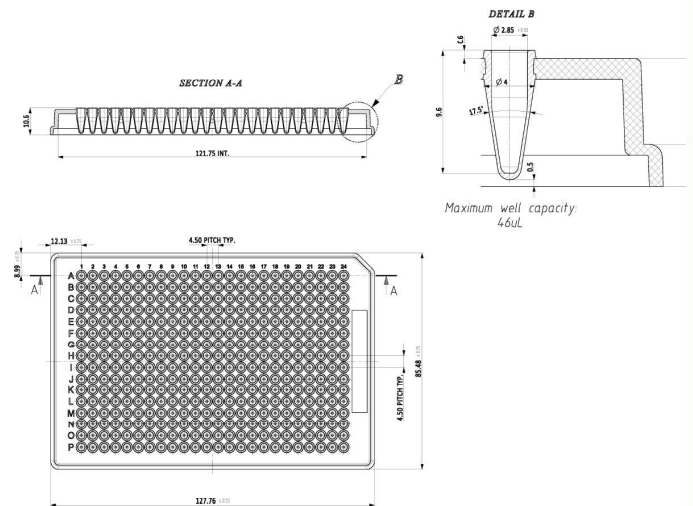 DETAIL B
Ø 2.85 ±0.05
0.3
SECTION A-A
B
9.6
Ø 4
17.5°
10.6
121.75 INT.
0.5
Maximum well capacity:
46uL
12.13
4.50 PITCH TYP.
8.99
1 2 3 4 5 6 7 8 9 10 11 12 13 14 15 16 17 18 19 20 21 22 23 24
A
A
A
B
C
D
E
F
G
H
I
J
K
L
M
N
O
P
4.50 PITCH TYP.
85.48
127.76